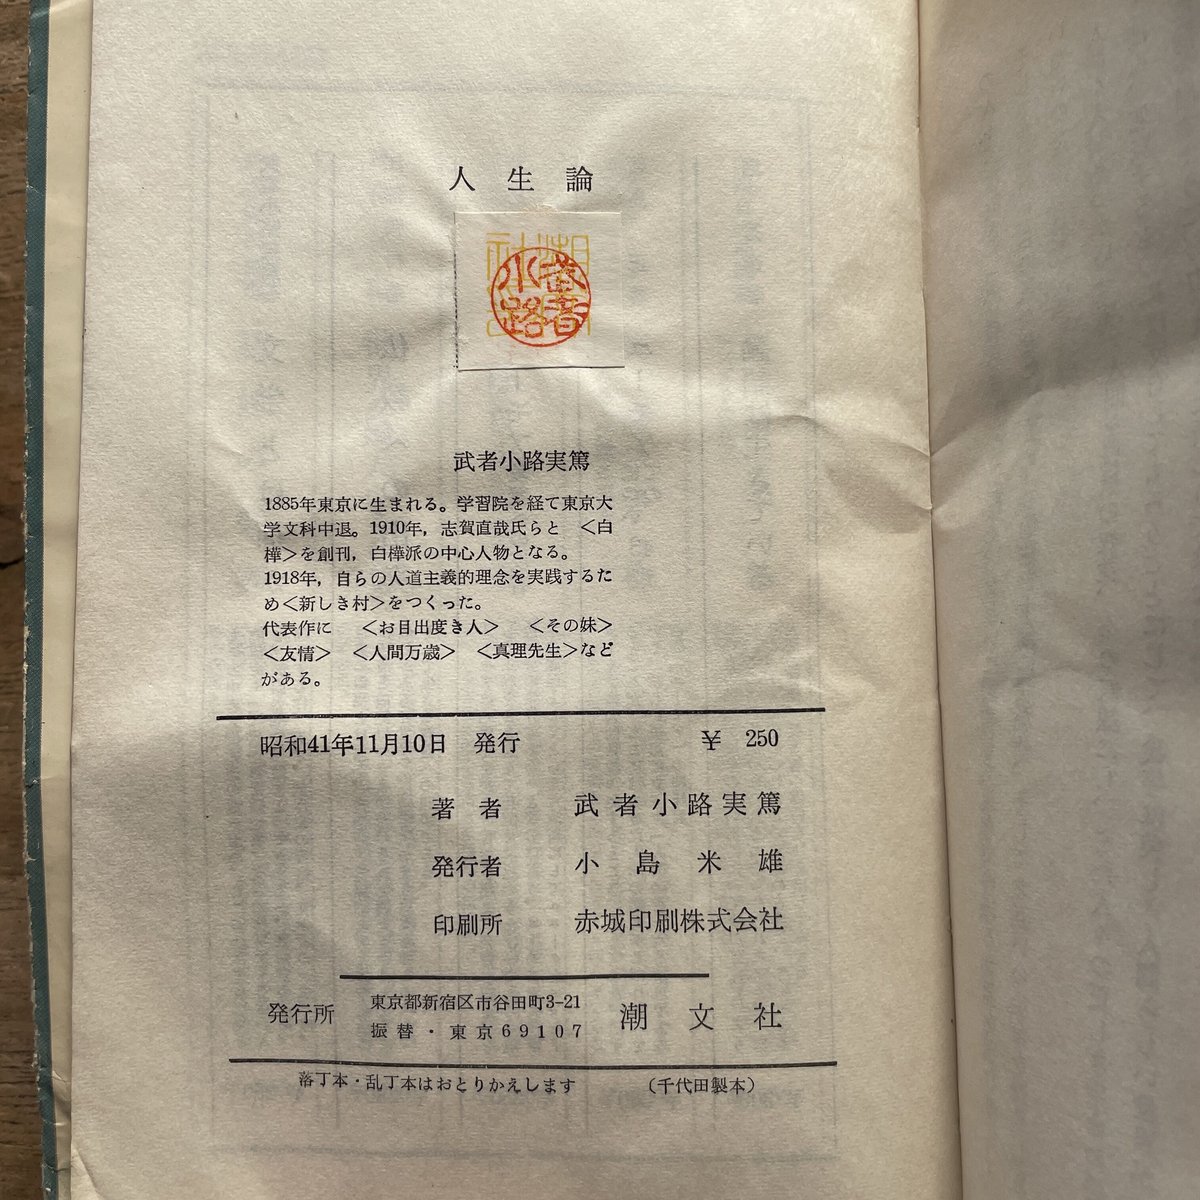 人生論
武者小路
武者小路実篤
1885年東京に生まれる。学習院を経て東京大
学文科中退。1910年，志賀直哉氏らと　＜白
樺＞を創刊，白樺派の中心人物となる。
1918年，自らの人道主義的理念を実践するた
め＜新しき村＞をつくった。
代表作に　＜お目出度き人＞　＜その妹＞
＜友情＞　＜人間万歳＞　＜真理先生＞など
がある。
昭和41年11月10日　発行　￥　250
著者　武者小路実篤
発行者　小島米雄
印刷所　赤城印刷株式会社
発行所　東京都新宿区市谷田町3-21　潮文社
振替・東京69107
落丁本・乱丁本はおとりかえします　（千代田製本）